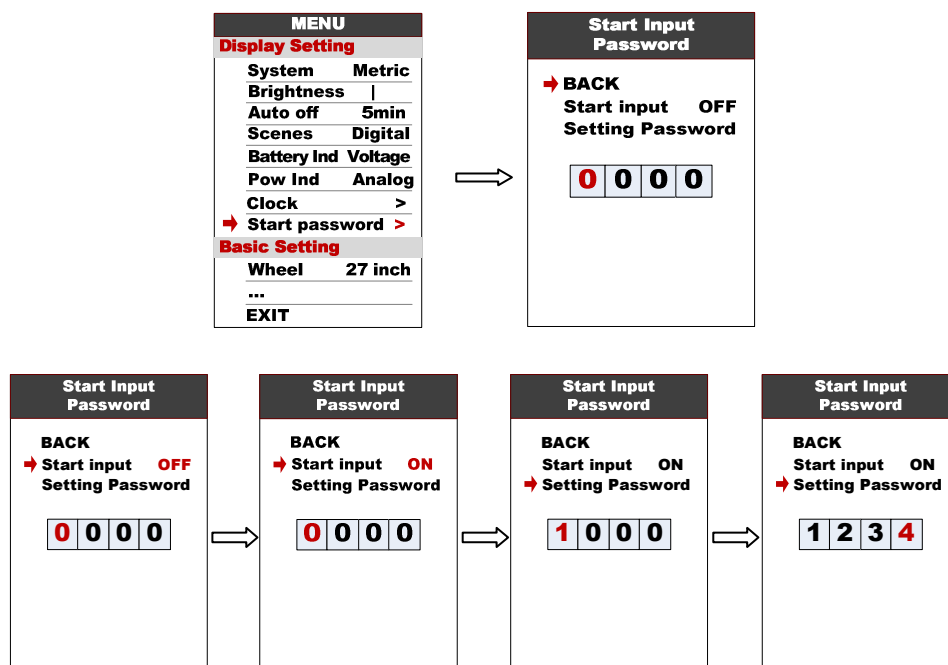 MENU
Display Setting
System Metric
Brightness |
Auto off 5min
Scenes Digital
Battery Ind Voltage
Pow Ind Analog
Clock >
Start password >
Basic Setting
Wheel 27 inch
...
EXIT
Start Input
Password
BACK
Start input OFF
Setting Password
0 0 0 0
Start Input
Password
BACK
Start input OFF
Setting Password
0 0 0 0
Start Input
Password
BACK
Start input ON
Setting Password
0 0 0 0
Start Input
Password
BACK
Start input ON
Setting Password
1 0 0 0
Start Input
Password
BACK
Start input ON
Setting Password
1 2 3 4